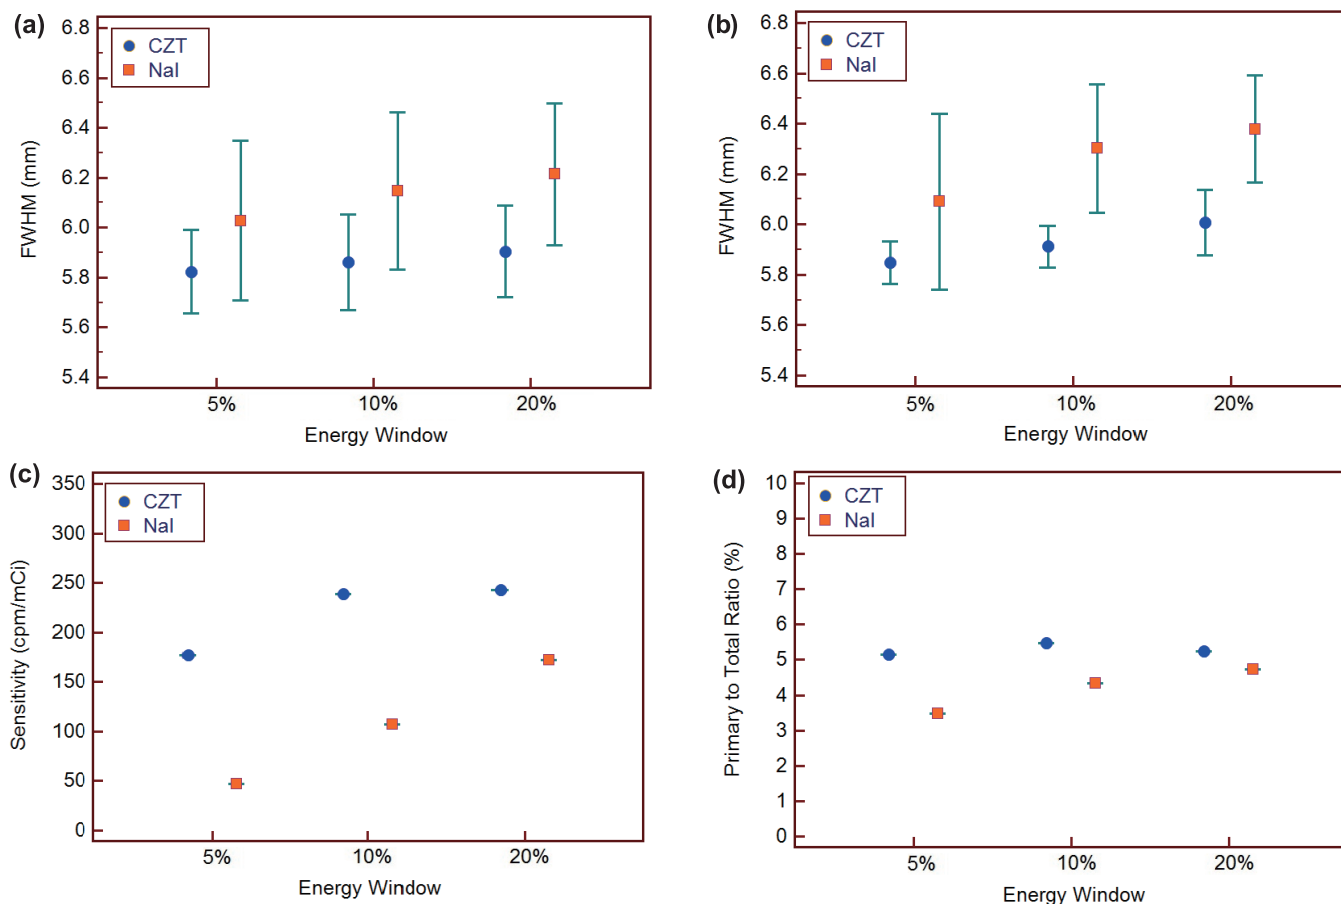 (a)
CZT
NaI
6.8
6.6
6.4
6.2
6.0
5.8
5.6
5.4
FWHM (mm)
5%
10%
20%
Energy Window
(b)
CZT
NaI
6.8
6.6
6.4
6.2
6.0
5.8
5.6
5.4
FWHM (mm)
5%
10%
20%
Energy Window
(c)
CZT
NaI
350
300
250
200
150
100
50
0
Sensitivity (cpm/mCi)
5%
10%
20%
Energy Window
(d)
CZT
NaI
10
9
8
7
6
5
4
3
2
1
0
Primary to Total Ratio (%)
5%
10%
20%
Energy Window